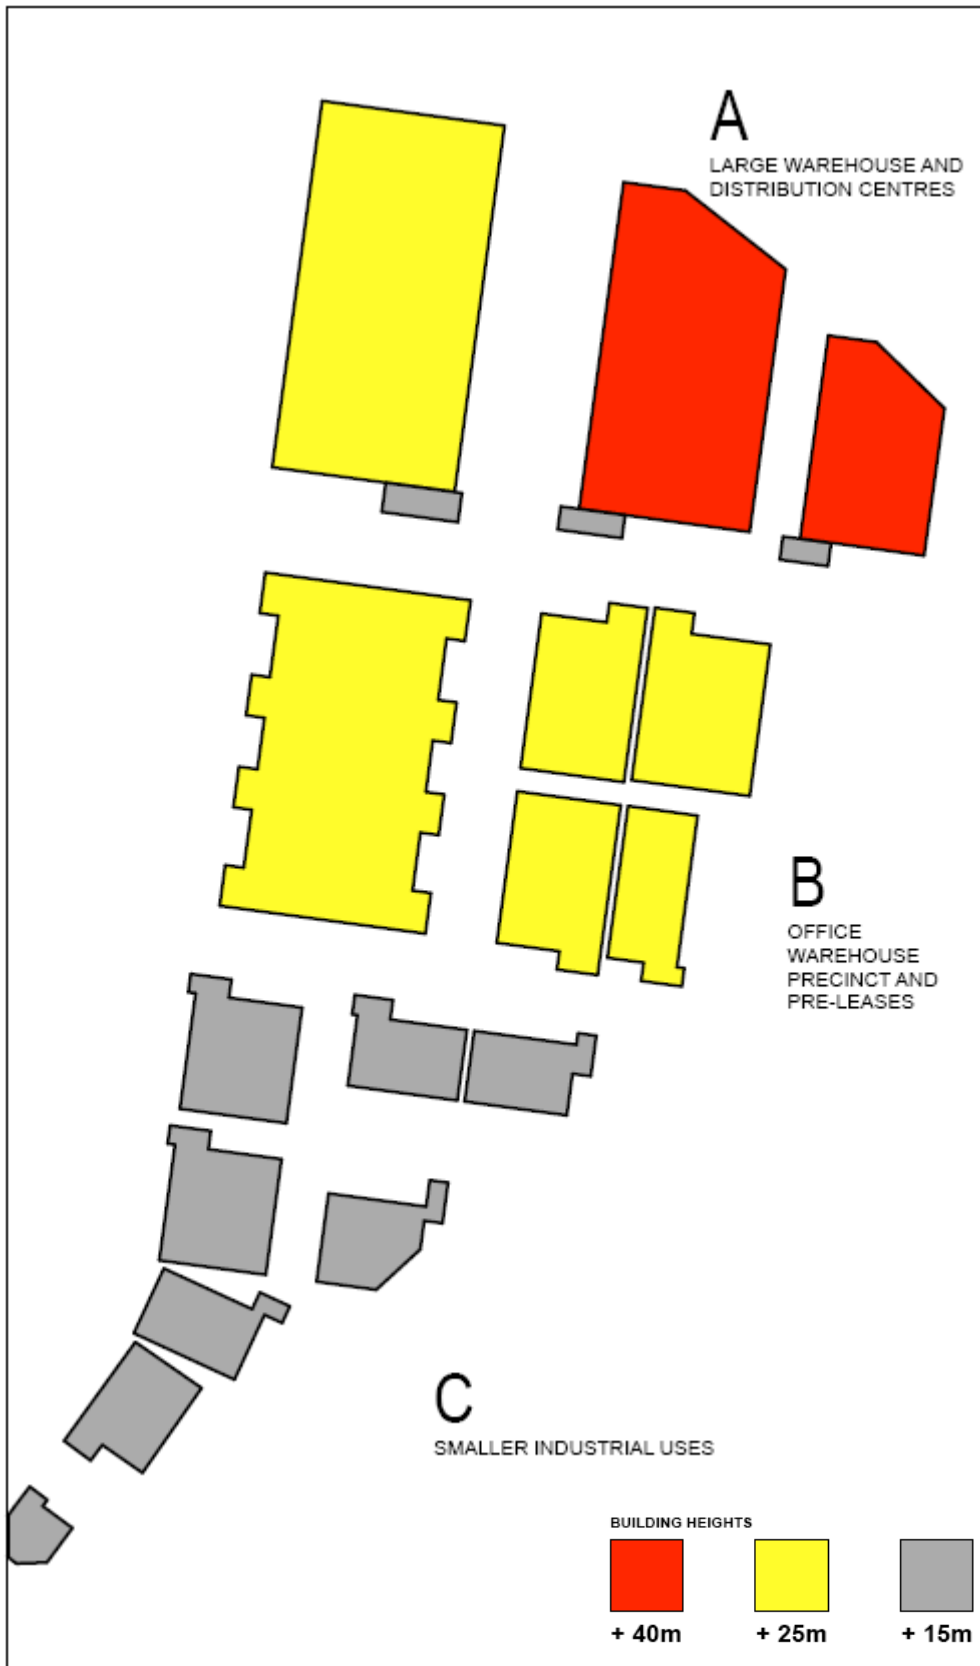 A
LARGE WAREHOUSE AND
DISTRIBUTION CENTRES
B
OFFICE
WAREHOUSE
PRECINCT AND
PRE-LEASES
C
SMALLER INDUSTRIAL USES
BUILDING HEIGHTS
+ 40m + 25m + 15m